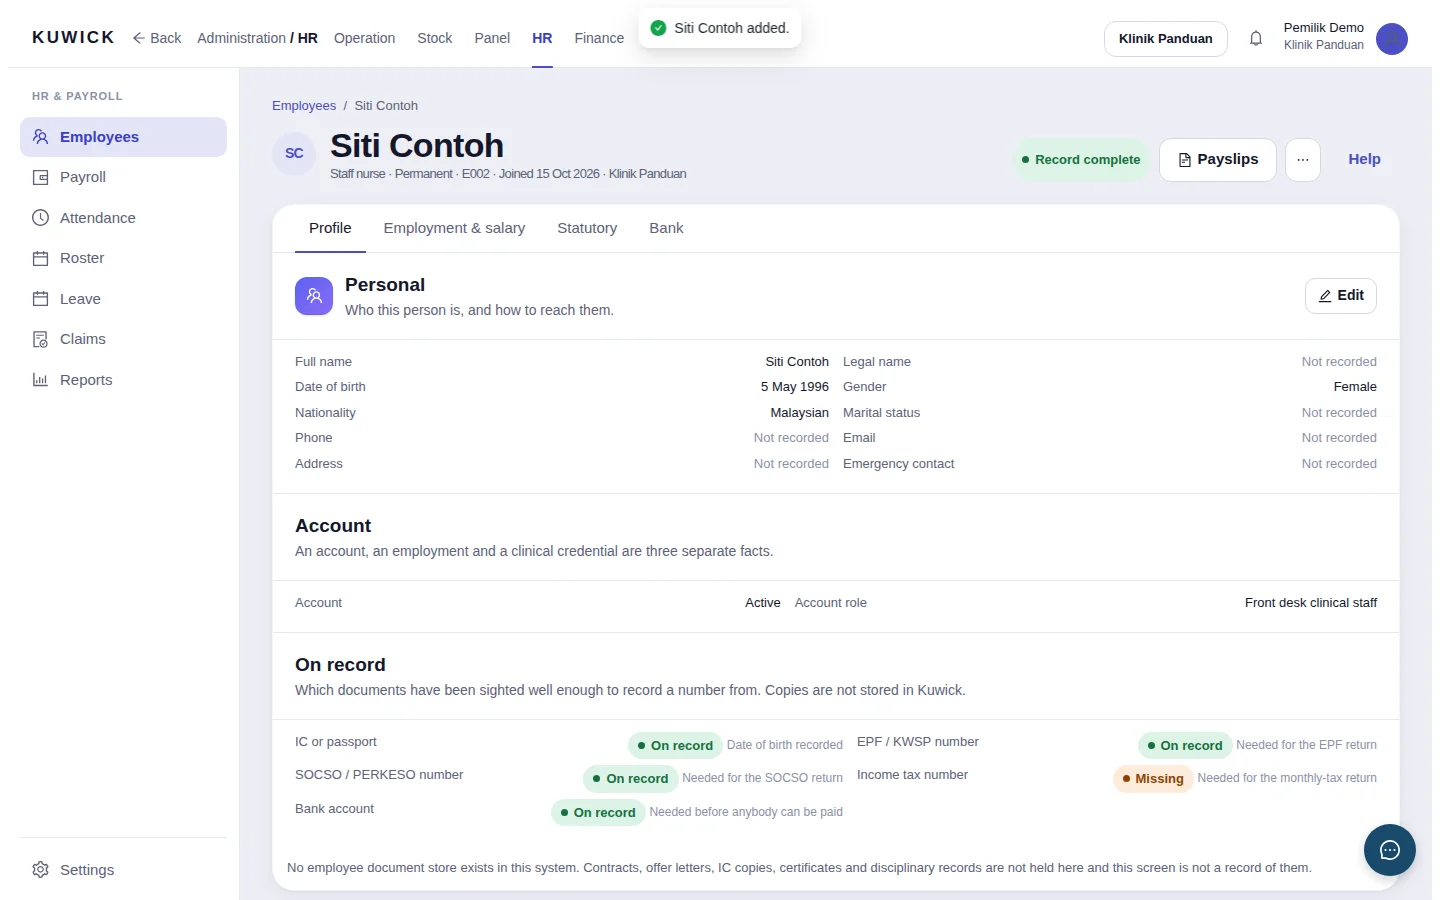 KUWICK
Back
Administration / HR
Operation
Stock
Panel
HR
Finance
Siti Contoh added.
Klinik Panduan
Pemilik Demo
Klinik Panduan
HR & PAYROLL
Employees
Payroll
Attendance
Roster
Leave
Claims
Reports
Settings
Employees / Siti Contoh
SC
Siti Contoh
Staff nurse · Permanent · E002 · Joined 15 Oct 2026 · Klinik Panduan
Record complete
Payslips
Help
Profile
Employment & salary
Statutory
Bank
Personal
Who this person is, and how to reach them.
Edit
Full name Siti Contoh Legal name Not recorded
Date of birth 5 May 1996 Gender Female
Nationality Malaysian Marital status Not recorded
Phone Not recorded Email Not recorded
Address Not recorded Emergency contact Not recorded
Account
An account, an employment and a clinical credential are three separate facts.
Account Active Account role Front desk clinical staff
On record
Which documents have been sighted well enough to record a number from. Copies are not stored in Kuwick.
IC or passport On record Date of birth recorded EPF / KWSP number On record Needed for the EPF return
SOCSO / PERKESO number On record Needed for the SOCSO return Income tax number Missing Needed for the monthly-tax return
Bank account On record Needed before anybody can be paid
No employee document store exists in this system. Contracts, offer letters, IC copies, certificates and disciplinary records are not held here and this screen is not a record of them.